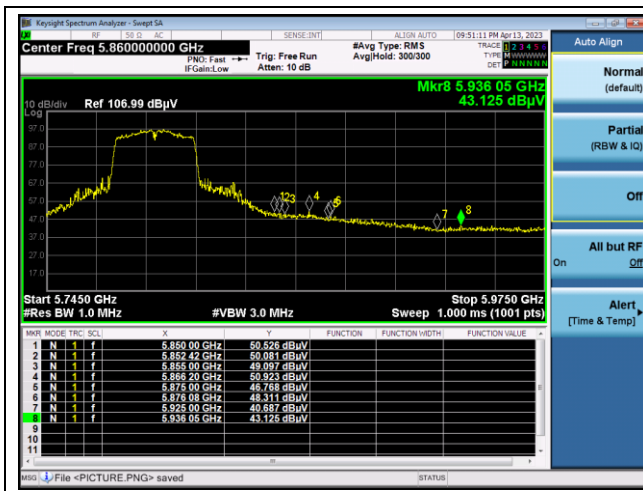 Keysight Spectrum Analyzer - Swept SA
RF 50 Ω AC SENSE:INT ALIGN AUTO 09:51:11 PM Apr 13, 2023
Center Freq 5.860000000 GHz #Avg Type: RMS TRACE 1 2 3 4 5 6
PNO: Fast Trig: Free Run Avg|Hold: 300/300 TYPE M
IFGain:Low Atten: 10 dB DET P N N N N N
Mkr8 5.936 05 GHz
10 dB/div Ref 106.99 dBµV 43.125 dBµV
Log
97.0
87.0
77.0
67.0
57.0
47.0
37.0
27.0
17.0
1 2 3 4 5 6 7 8
Start 5.7450 GHz Stop 5.9750 GHz
#Res BW 1.0 MHz #VBW 3.0 MHz Sweep 1.000 ms (1001 pts)
MKR MODE TRC SCL X Y FUNCTION FUNCTION WIDTH FUNCTION VALUE
1 N 1 f 5.850 00 GHz 50.526 dBµV
2 N 1 f 5.852 42 GHz 50.081 dBµV
3 N 1 f 5.855 00 GHz 49.097 dBµV
4 N 1 f 5.866 20 GHz 50.923 dBµV
5 N 1 f 5.875 00 GHz 46.768 dBµV
6 N 1 f 5.876 08 GHz 48.311 dBµV
7 N 1 f 5.925 00 GHz 40.687 dBµV
8 N 1 f 5.936 05 GHz 43.125 dBµV
9
10
11
MSG File <PICTURE.PNG> saved STATUS
Auto Align
Normal
(default)
Partial
(RBW & IQ)
Off
All but RF
On Off
Alert
[Time & Temp]